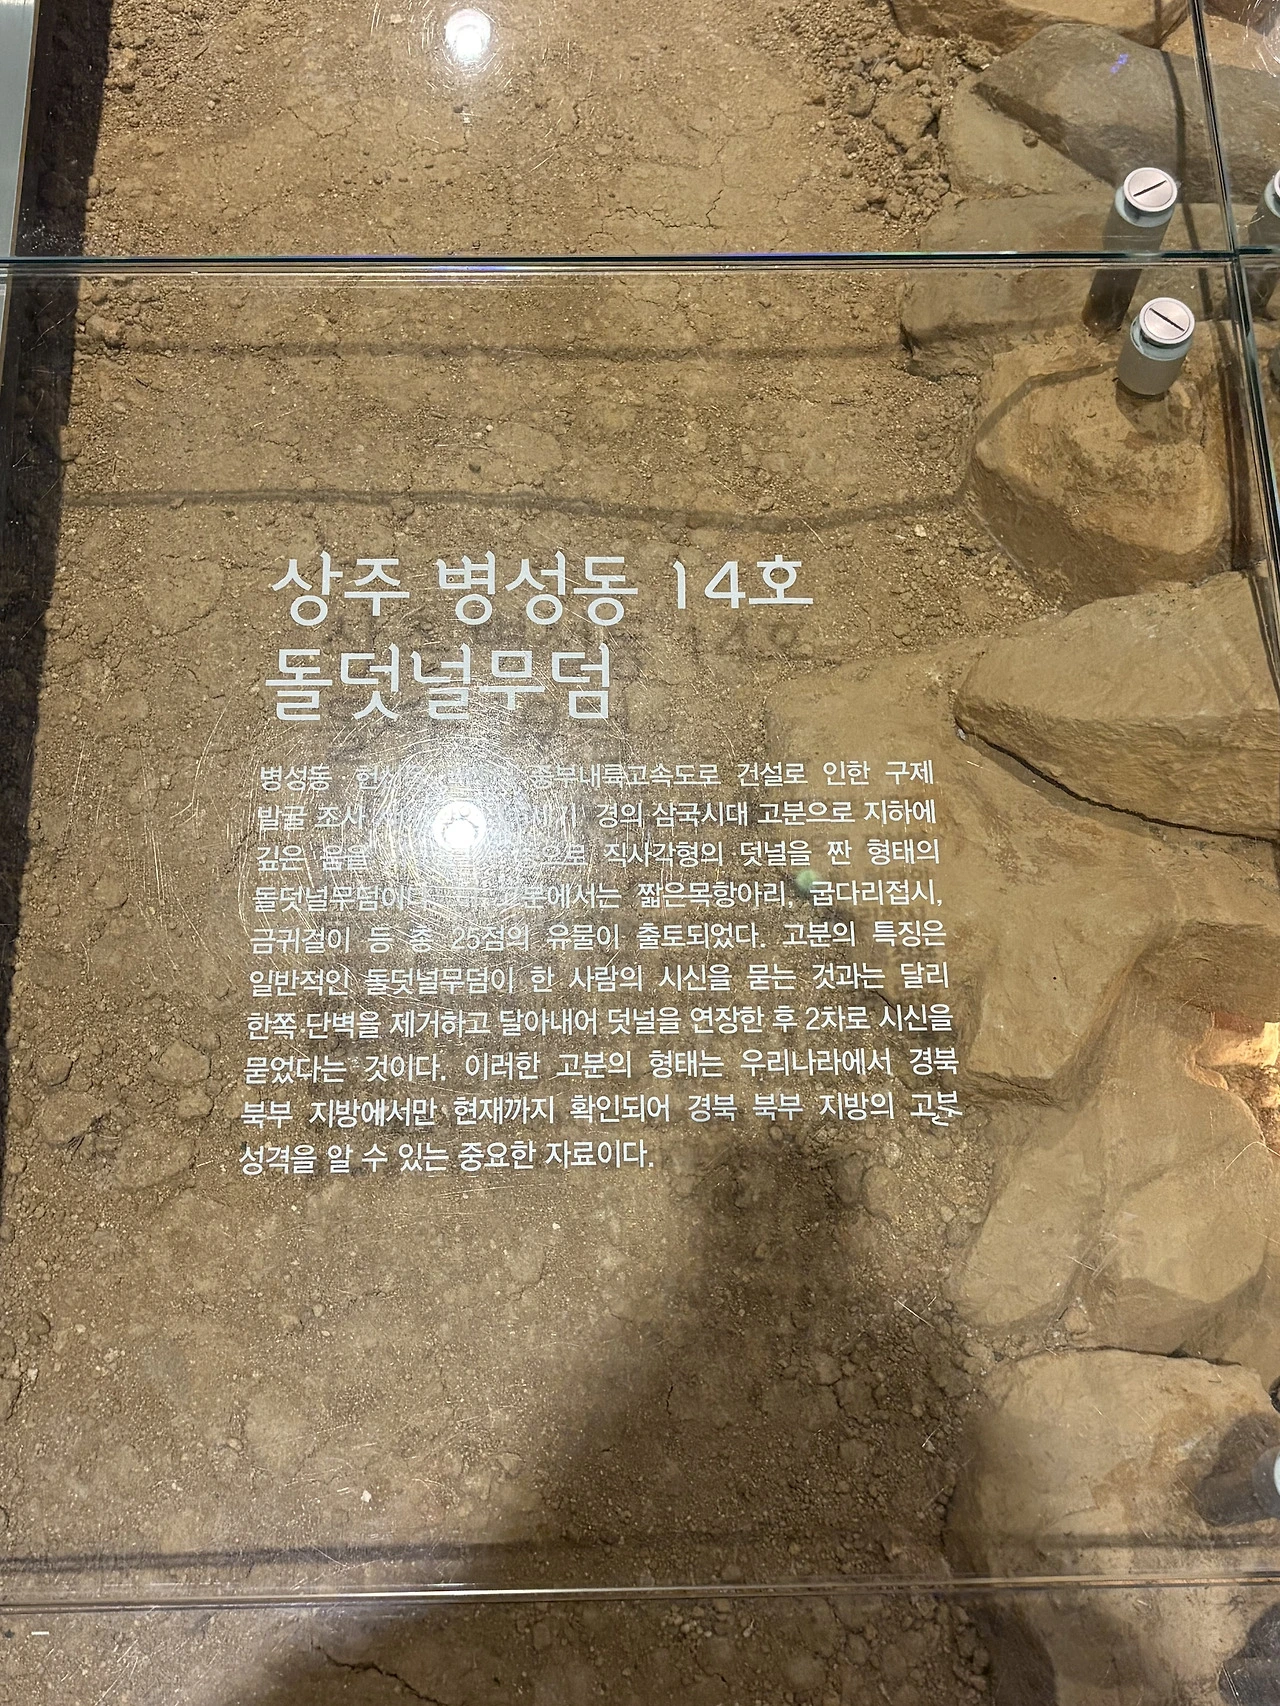 상주 병성동 14호
돌덧널무덤
병성동 중부내륙고속도로 건설로 인한 구제
발굴 조사 경의 삼국시대 고분으로 지하에
깊은 직사각형의 덧널을 짠 형태의
돌덧널무덤이다. 짧은목항아리, 굽다리접시,
금귀걸이 등 총 25점의 유물이 출토되었다. 고분의 특징은
일반적인 돌덧널무덤이 한 사람의 시신을 묻는 것과는 달리
한쪽 단벽을 제거하고 달아내어 덧널을 연장한 후 2차로 시신을
묻었다는 것이다. 이러한 고분의 형태는 우리나라에서 경북
북부 지방에서만 현재까지 확인되어 경북 북부 지방의 고분
성격을 알 수 있는 중요한 자료이다.